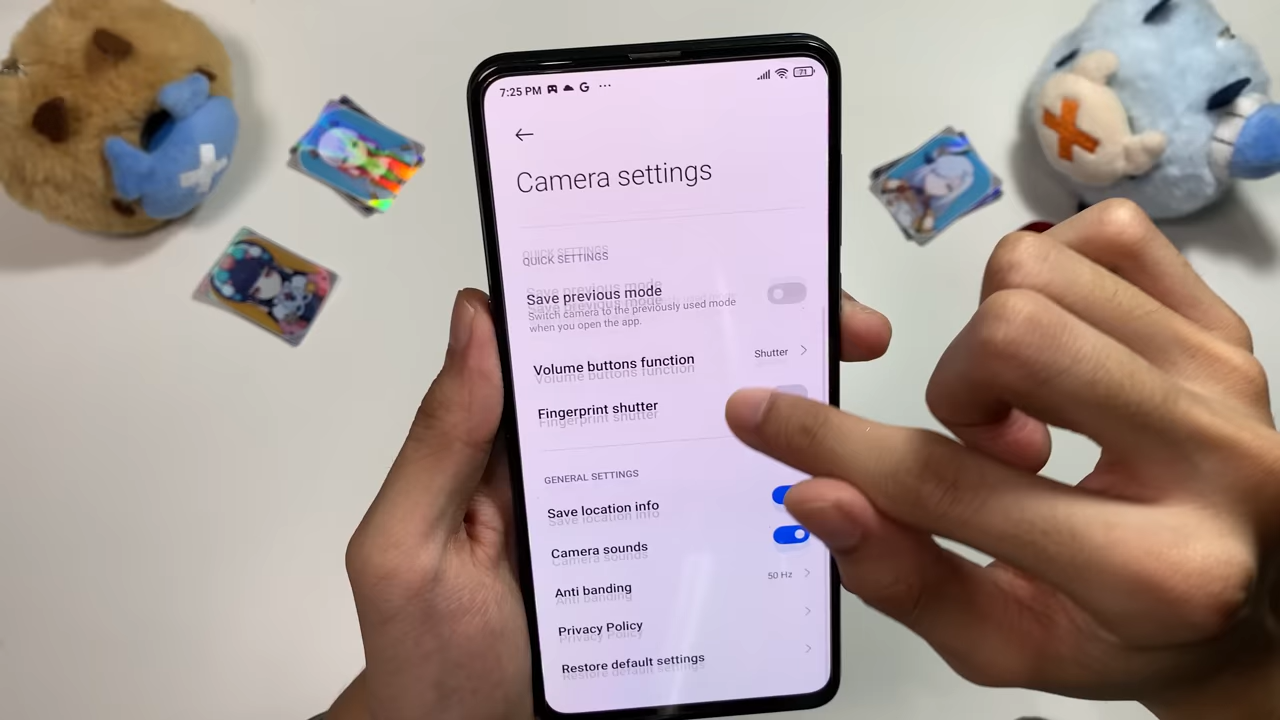 7:25 PM G ... 71
Camera settings
QUICK SETTINGS
Save previous mode
Switch camera to the previously used mode
when you open the app.
Volume buttons function Shutter
Fingerprint shutter
GENERAL SETTINGS
Save location info
Camera sounds
Anti banding 50 Hz
Privacy Policy
Restore default settings